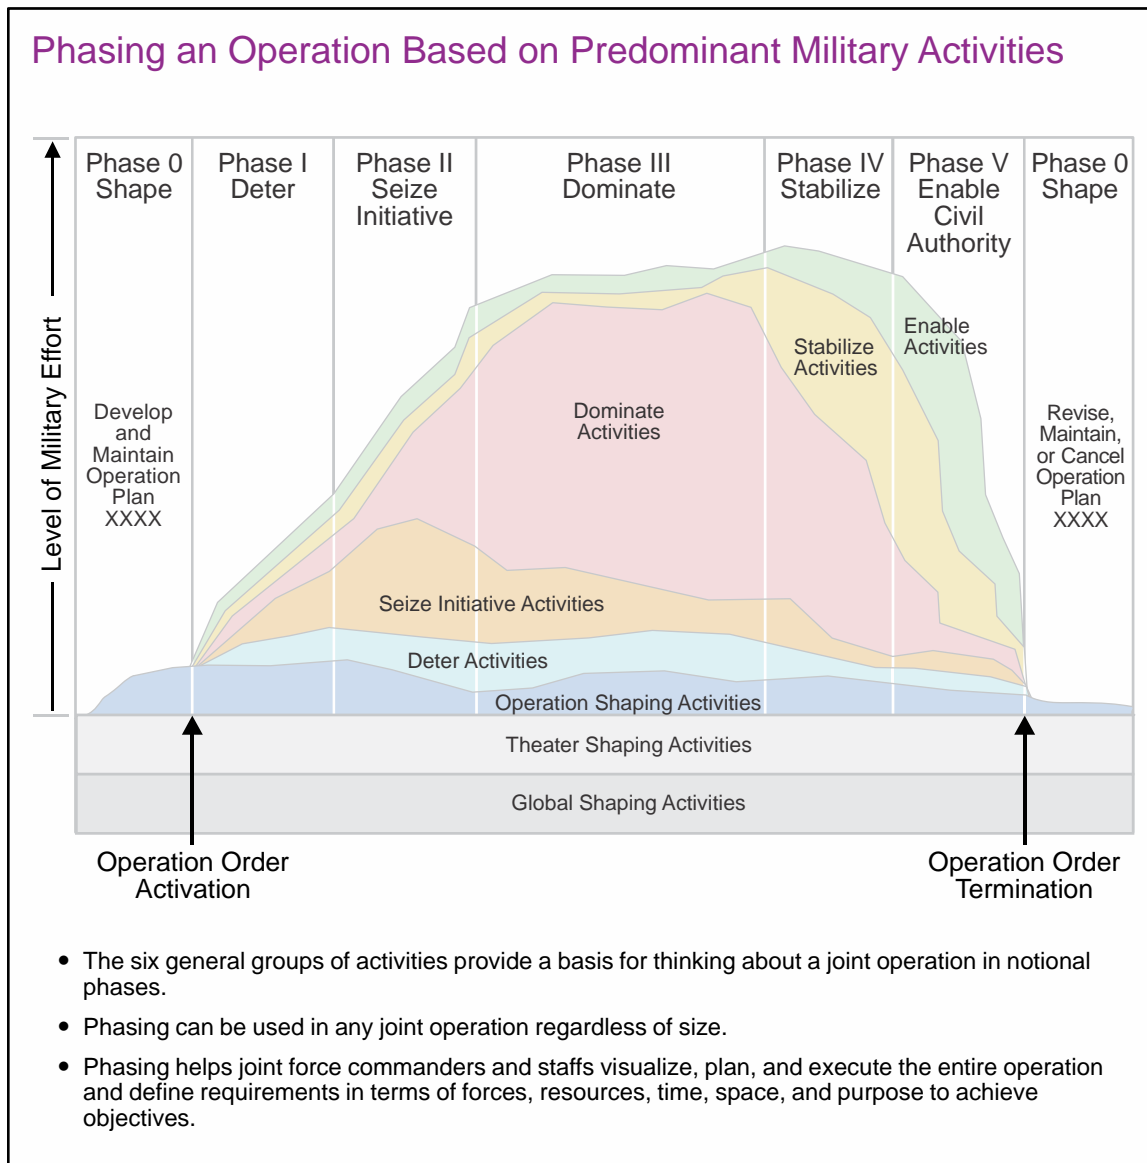 Phasing an Operation Based on Predominant Military Activities
Level of Military Effort
Phase 0
Shape
Phase I
Deter
Phase II
Seize
Initiative
Phase III
Dominate
Phase IV
Stabilize
Phase V
Enable
Civil
Authority
Phase 0
Shape
Develop
and
Maintain
Operation
Plan
XXXX
Enable
Activities
Stabilize
Activities
Dominate
Activities
Revise,
Maintain,
or Cancel
Operation
Plan
XXXX
Seize Initiative Activities
Deter Activities
Operation Shaping Activities
Theater Shaping Activities
Global Shaping Activities
Operation Order
Activation
Operation Order
Termination
• The six general groups of activities provide a basis for thinking about a joint operation in notional
phases.
• Phasing can be used in any joint operation regardless of size.
• Phasing helps joint force commanders and staffs visualize, plan, and execute the entire operation
and define requirements in terms of forces, resources, time, space, and purpose to achieve
objectives.